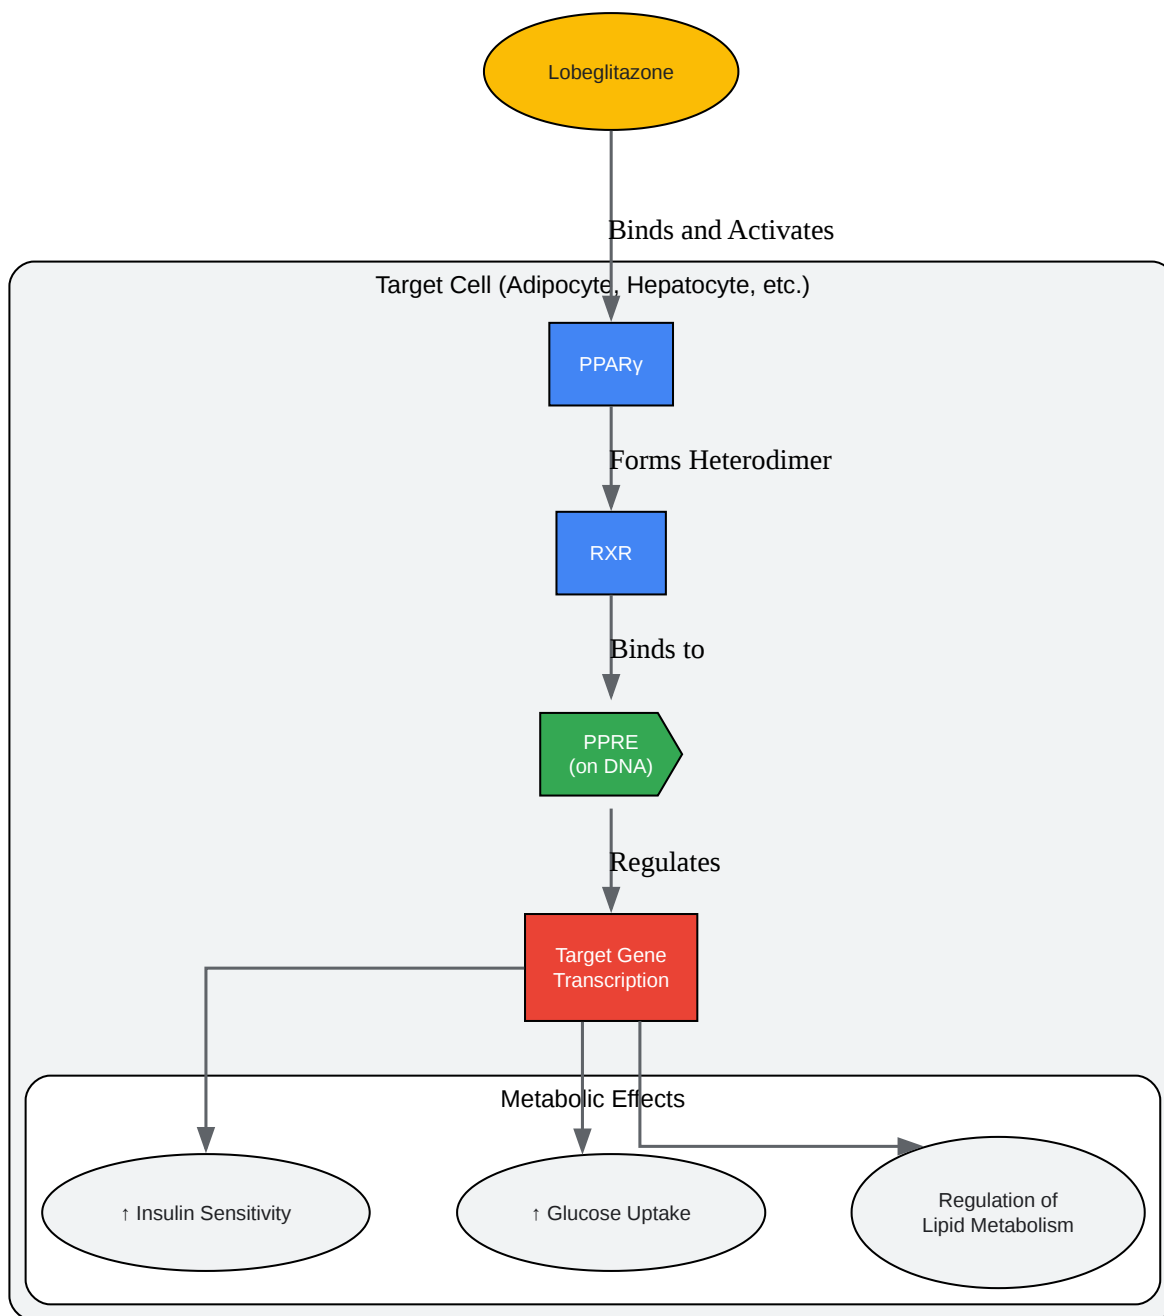 Lobeglitazone
Binds and Activates
Target Cell (Adipocyte, Hepatocyte, etc.)
PPARγ
Forms Heterodimer
RXR
Binds to
PPRE
(on DNA)
Regulates
Target Gene
Transcription
Metabolic Effects
↑ Insulin Sensitivity
↑ Glucose Uptake
Regulation of
Lipid Metabolism